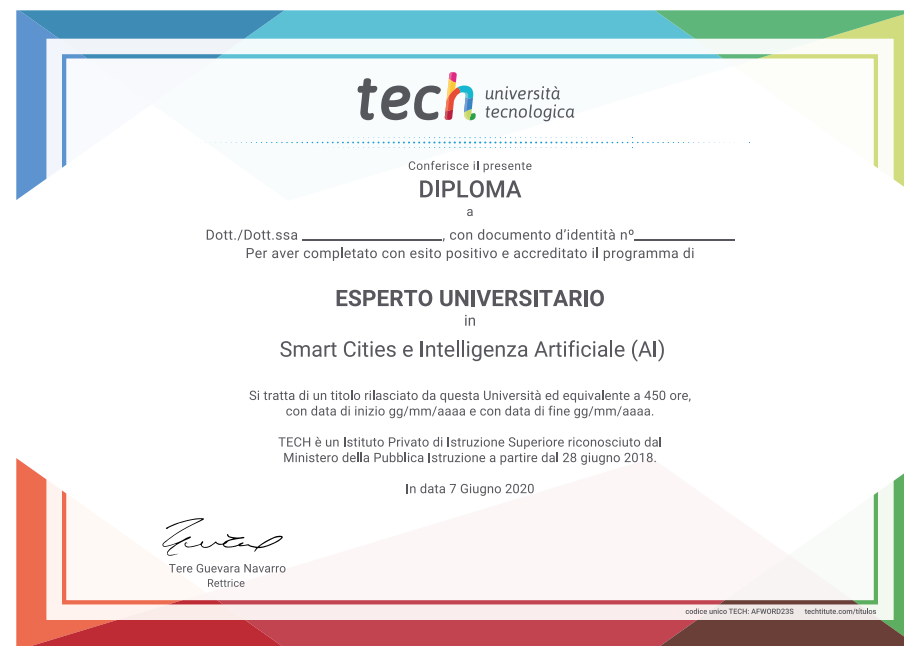 tech università
tecnologica
Conferisce il presente
DIPLOMA
a
Dott./Dott.ssa ____________________, con documento d'identità nº______________
Per aver completato con esito positivo e accreditato il programma di
ESPERTO UNIVERSITARIO
in
Smart Cities e Intelligenza Artificiale (AI)
Si tratta di un titolo rilasciato da questa Università ed equivalente a 450 ore,
con data di inizio gg/mm/aaaa e con data di fine gg/mm/aaaa.
TECH è un Istituto Privato di Istruzione Superiore riconosciuto dal
Ministero della Pubblica Istruzione a partire dal 28 giugno 2018.
In data 7 Giugno 2020
Tere Guevara Navarro
Rettrice
codice unico TECH: AFWORD23S techtitute.com/titulos